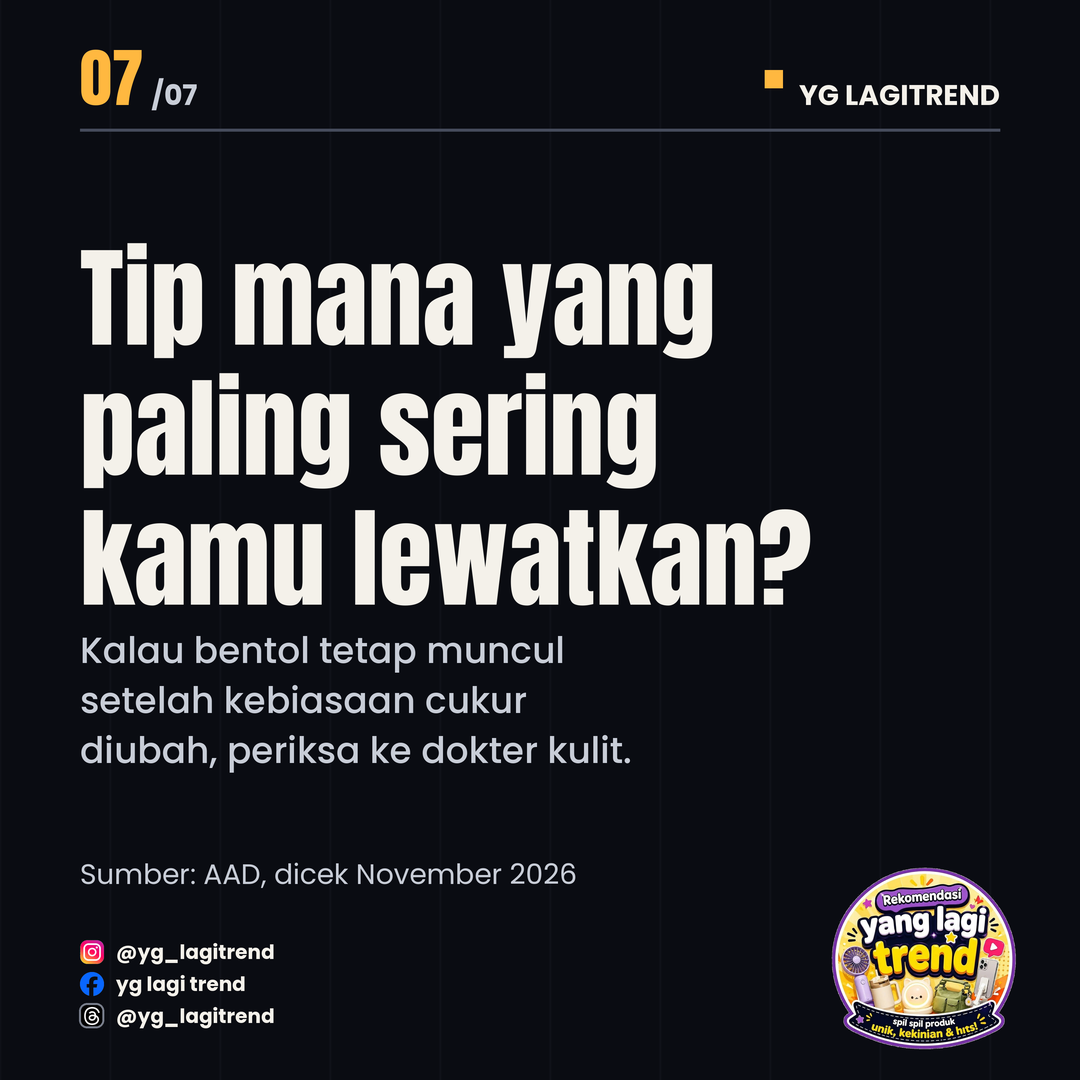 07 /07
YG LAGITREND
Tip mana yang
paling sering
kamu lewatkan?
Kalau bentol tetap muncul
setelah kebiasaan cukur
diubah, periksa ke dokter kulit.
Sumber: AAD, dicek November 2026
@yg_lagitrend
yg lagi trend
@yg_lagitrend
Rekomendasi
yang lagi
trend
spil spil produk
unik, kekinian & hits!